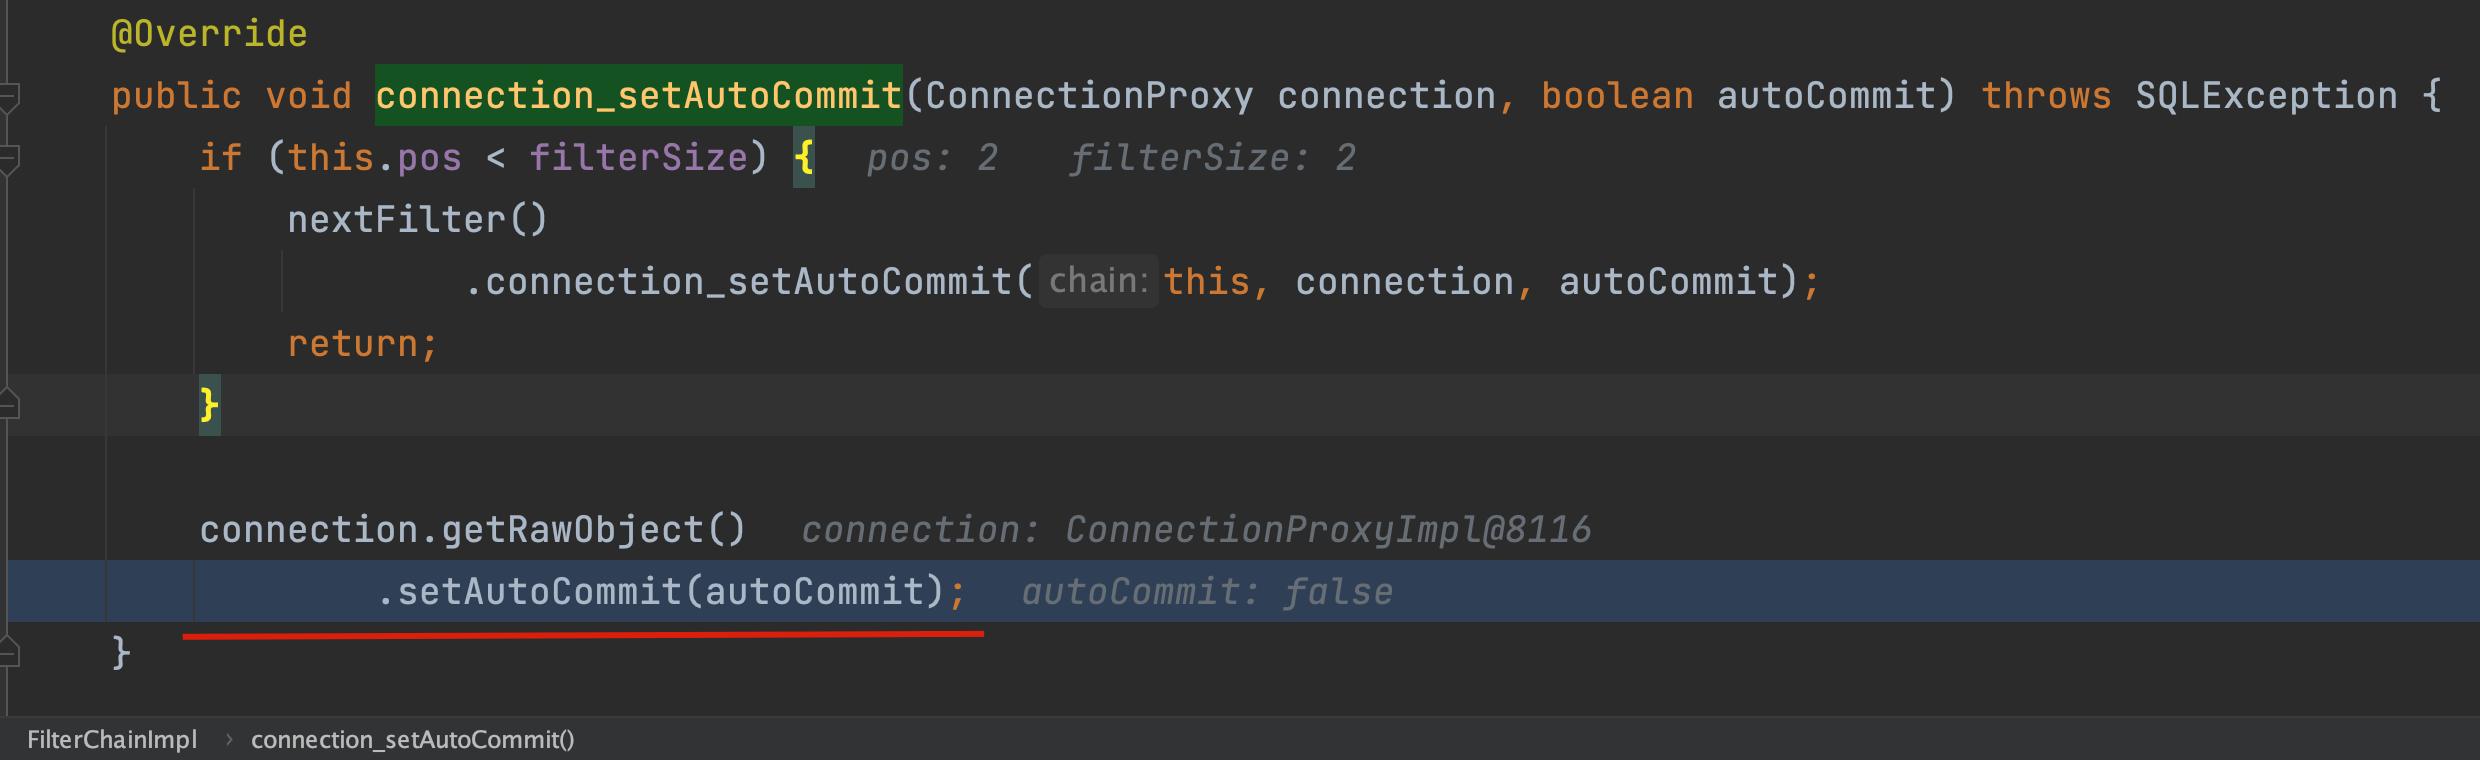 @Override
public void connection_setAutoCommit(ConnectionProxy connection, boolean autoCommit) throws SQLException {
if (this.pos < filterSize) { pos: 2 filterSize: 2
nextFilter()
.connection_setAutoCommit( chain: this, connection, autoCommit);
return;
}
connection.getRawObject() connection: ConnectionProxyImpl@8116
.setAutoCommit(autoCommit); autoCommit: false
}
FilterChainImpl › connection_setAutoCommit()